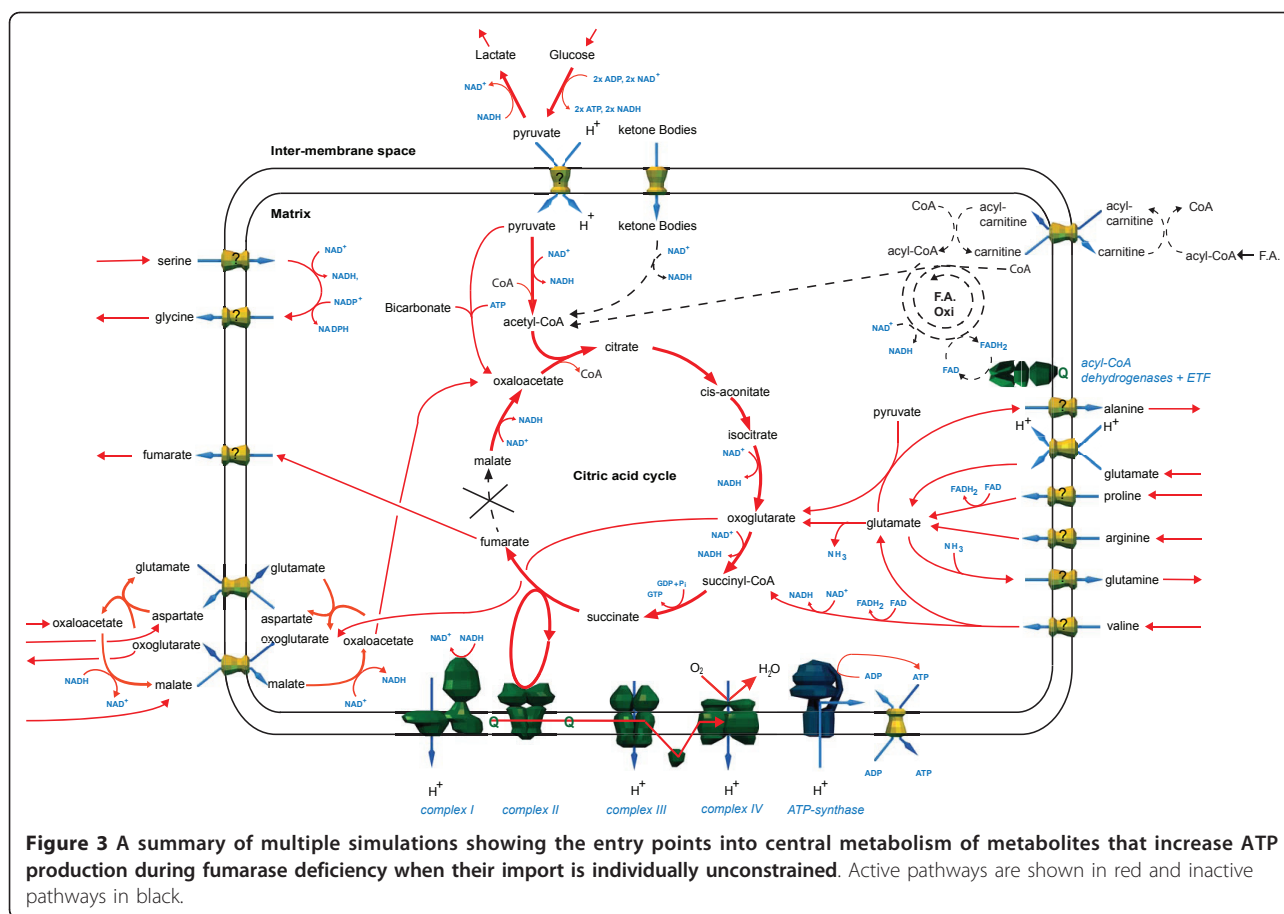 Lactate
Glucose
NAD+
NADH
2x ADP, 2x NAD+
2x ATP, 2x NADH
pyruvate
H+
ketone Bodies
Inter-membrane space
?
Matrix
pyruvate
H+
ketone Bodies
NAD+
NADH
CoA
NAD+
NADH
Bicarbonate
ATP
acetyl-CoA
citrate
CoA
oxaloacetate
cis-aconitate
isocitrate
NAD+
NADH
NADH
NAD+
malate
Citric acid cycle
oxoglutarate
fumarate
NAD+
NADH
succinyl-CoA
GDP+Pi
GTP
succinate
serine
?
NAD+
NADH,
NADP+
NADPH
glycine
?
fumarate
?
glutamate
glutamate
aspartate
aspartate
oxaloacetate
oxoglutarate
oxoglutarate
oxaloacetate
NADH
NAD+
malate
malate
NADH
NAD+
CoA
acyl-
carnitine
acyl-
carnitine
CoA
acyl-CoA
carnitine
carnitine
acyl-CoA
F.A.
CoA
F.A.
Oxi
NAD+
NADH
FADH2
FAD
Q
acyl-CoA
dehydrogenases + ETF
pyruvate
?
alanine
H+
H+
glutamate
FADH2
FAD
?
proline
glutamate
NH3
NH3
?
arginine
?
glutamine
NADH
NAD+
FADH2
FAD
?
valine
NAD+
NADH
Q
Q
O2
H2O
ADP
ATP
ADP
ATP
H+
H+
H+
H+
complex I
complex II
complex III
complex IV
ATP-synthase
Figure 3 A summary of multiple simulations showing the entry points into central metabolism of metabolites that increase ATP
production during fumarase deficiency when their import is individually unconstrained. Active pathways are shown in red and inactive
pathways in black.